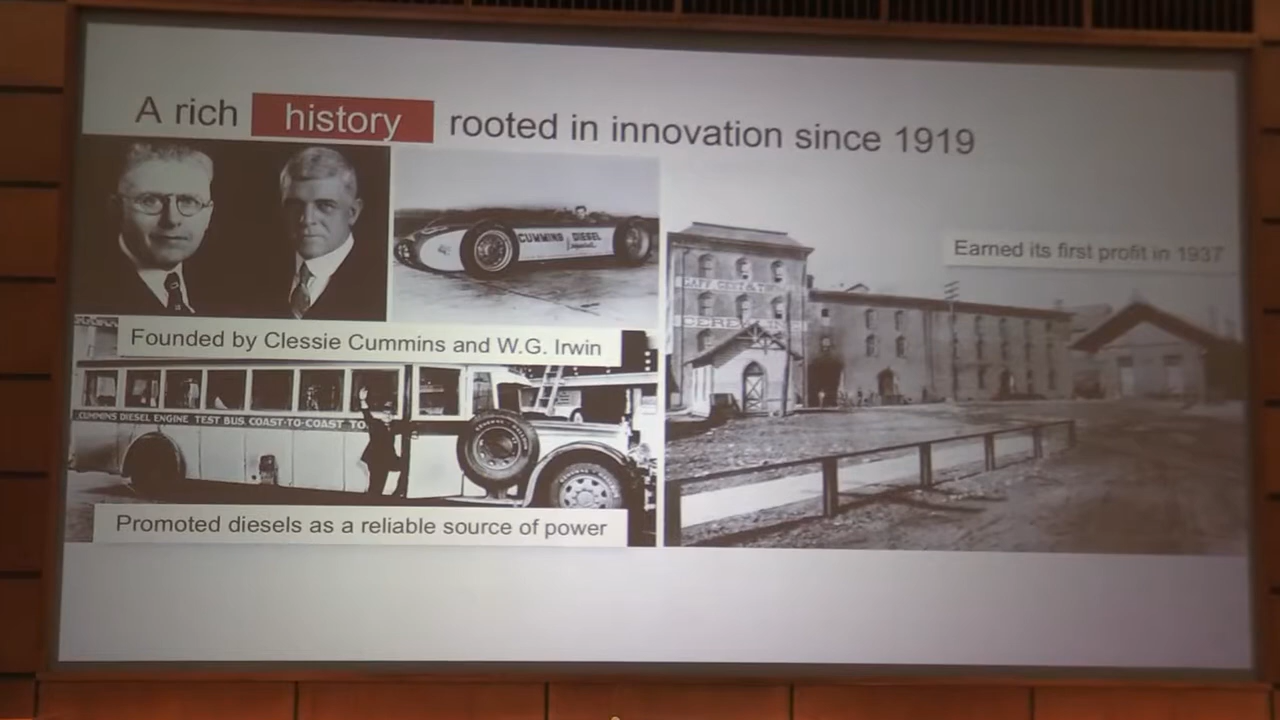 A rich history rooted in innovation since 1919
CUMMINS DIESEL
Earned its first profit in 1937
Founded by Clessie Cummins and W.G. Irwin
CUMMINS DIESEL ENGINE TEST BUS COAST-TO-COAST TO
Promoted diesels as a reliable source of power